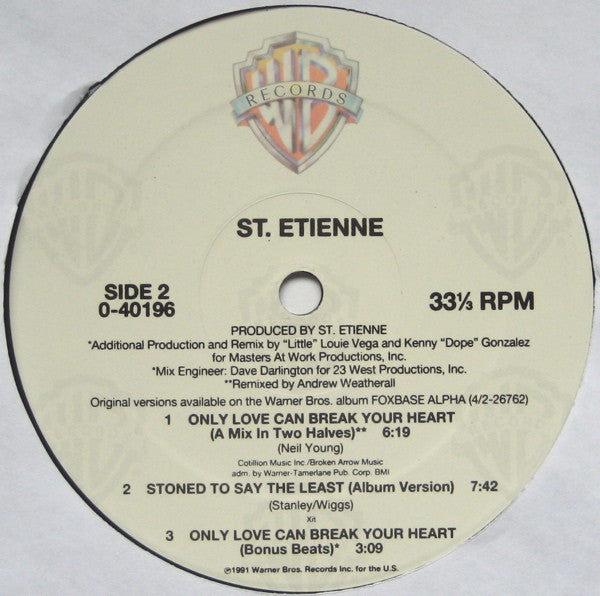 RECORDS
ST. ETIENNE
SIDE 2
0-40196
33⅓ RPM
PRODUCED BY ST. ETIENNE
*Additional Production and Remix by "Little" Louie Vega and Kenny "Dope" Gonzalez
for Masters At Work Productions, Inc.
*Mix Engineer: Dave Darlington for 23 West Productions, Inc.
**Remixed by Andrew Weatherall
Original versions available on the Warner Bros. album FOXBASE ALPHA (4/2-26762)
1 ONLY LOVE CAN BREAK YOUR HEART
(A Mix In Two Halves)** 6:19
(Neil Young)
Cotillion Music Inc./Broken Arrow Music
adm. by Warner-Tamerlane Pub. Corp. BMI
2 STONED TO SAY THE LEAST (Album Version) 7:42
(Stanley/Wiggs)
Xit
3 ONLY LOVE CAN BREAK YOUR HEART
(Bonus Beats)* 3:09
℗1991 Warner Bros. Records Inc. for the U.S.